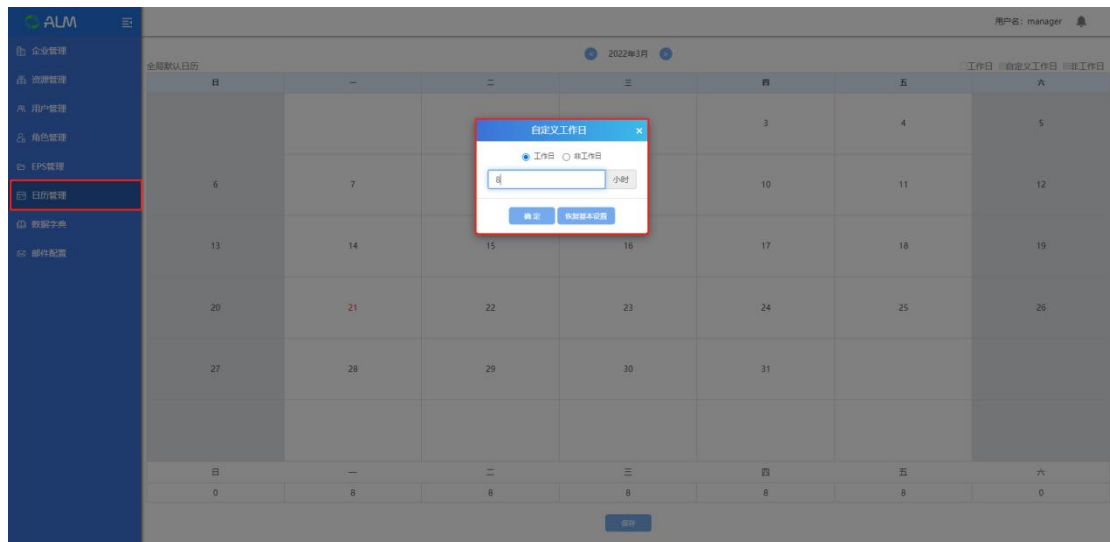 ALM
用户名: manager
企业管理
资源管理
用户管理
角色管理
EPS管理
日历管理
数据字典
邮件配置
2022年3月
全局默认日历
工作日 自定义工作日 非工作日
日 一 二 三 四 五 六
3 4 5
6 7 10 11 12
13 14 15 16 17 18 19
20 21 22 23 24 25 26
27 28 29 30 31
日 一 二 三 四 五 六
0 8 8 8 8 8 0
保存
自定义工作日 ×
工作日 非工作日
8 小时
确定 恢复基本设置